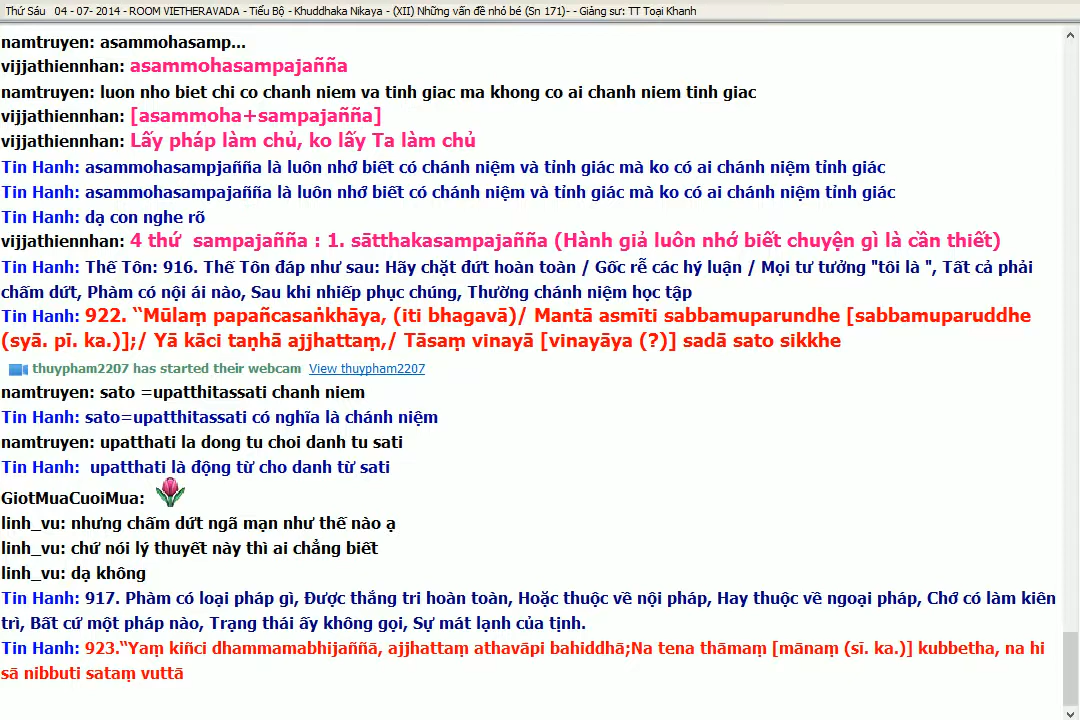 Thứ Sáu 04 - 07- 2014 - ROOM VIETHERAVADA - Tiểu Bộ - Khuddhaka Nikaya - (XII) Những vấn đề nhỏ bé (Sn 171)- - Giảng sư: TT Toại Khanh
namtruyen: asammohasamp...
vijjathiennhan: asammohasampajañña
namtruyen: luon nho biet chi co chanh niem va tinh giac ma khong co ai chanh niem tinh giac
vijjathiennhan: [asammoha+sampajañña]
vijjathiennhan: Lấy pháp làm chủ, ko lấy Ta làm chủ
Tin Hanh: asammohasampjañña là luôn nhớ biết có chánh niệm và tỉnh giác mà ko có ai chánh niệm tỉnh giác
Tin Hanh: asammohasampajañña là luôn nhớ biết có chánh niệm và tỉnh giác mà ko có ai chánh niệm tỉnh giác
Tin Hanh: dạ con nghe rõ
vijjathiennhan: 4 thứ sampajañña : 1. sātthakasampajañña (Hành giả luôn nhớ biết chuyện gì là cần thiết)
Tin Hanh: Thế Tôn: 916. Thế Tôn đáp như sau: Hãy chặt đứt hoàn toàn / Gốc rễ các hý luận / Mọi tư tưởng "tôi là ", Tất cả phải
chấm dứt, Phàm có nội ái nào, Sau khi nhiếp phục chúng, Thường chánh niệm học tập
Tin Hanh: 922. ‘‘Mūlaṃ papañcasaṅkhāya, (iti bhagavā)/ Mantā asmīti sabbamuparundhe [sabbamuparuddhe
(syā. pī. ka.)];/ Yā kāci taṇhā ajjhattaṃ,/ Tāsaṃ vinayā [vinayāya (?)] sadā sato sikkhe
thuypham2207 has started their webcam View thuypham2207
namtruyen: sato =upatthitassati chanh niem
Tin Hanh: sato=upatthitassati có nghĩa là chánh niệm
namtruyen: upatthati la dong tu choi danh tu sati
Tin Hanh: upatthati là động từ cho danh từ sati
GiotMuaCuoiMua:
linh_vu: nhưng chấm dứt ngã mạn như thế nào ạ
linh_vu: chứ nói lý thuyết này thì ai chẳng biết
linh_vu: dạ không
Tin Hanh: 917. Phàm có loại pháp gì, Được thắng tri hoàn toàn, Hoặc thuộc về nội pháp, Hay thuộc về ngoại pháp, Chớ có làm kiên
trì, Bất cứ một pháp nào, Trạng thái ấy không gọi, Sự mát lạnh của tịnh.
Tin Hanh: 923.‘‘Yaṃ kiñci dhammamabhijaññā, ajjhattaṃ athavāpi bahiddhā;Na tena thāmaṃ [mānaṃ (sī. ka.)] kubbetha, na hi
sā nibbuti sataṃ vuttā